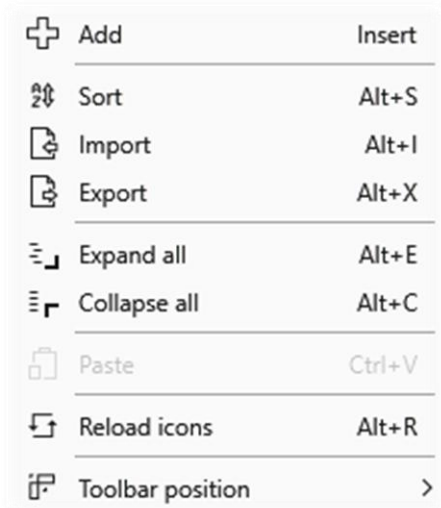 Add Insert
Sort Alt+S
Import Alt+I
Export Alt+X
Expand all Alt+E
Collapse all Alt+C
Paste Ctrl+V
Reload icons Alt+R
Toolbar position